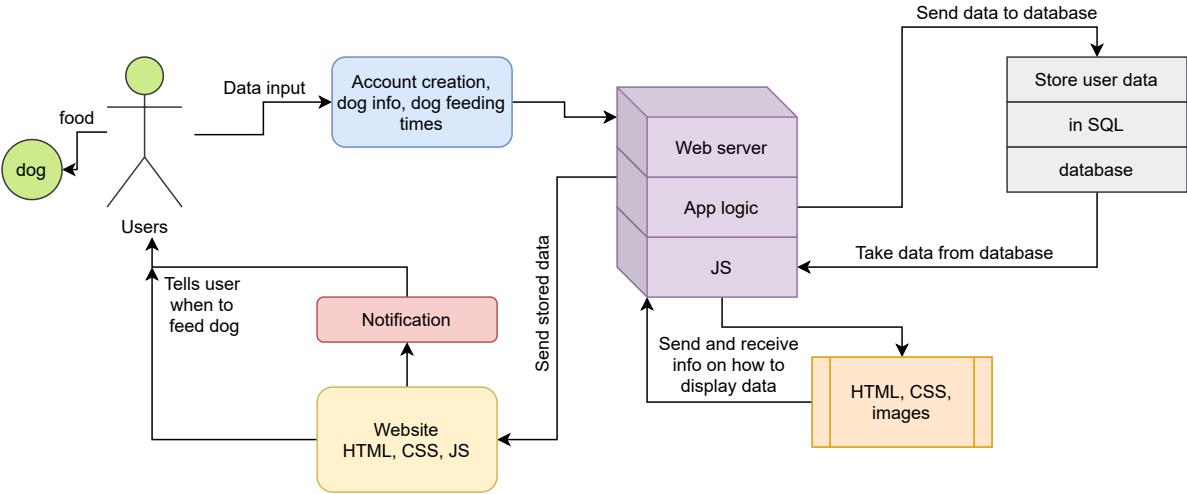 Send data to database
Data input
Account creation,
dog info, dog feeding
times
Store user data
in SQL
database
food
dog
Users
Web server
App logic
JS
Take data from database
Tells user
when to
feed dog
Notification
Send stored data
Send and receive
info on how to
display data
HTML, CSS,
images
Website
HTML, CSS, JS